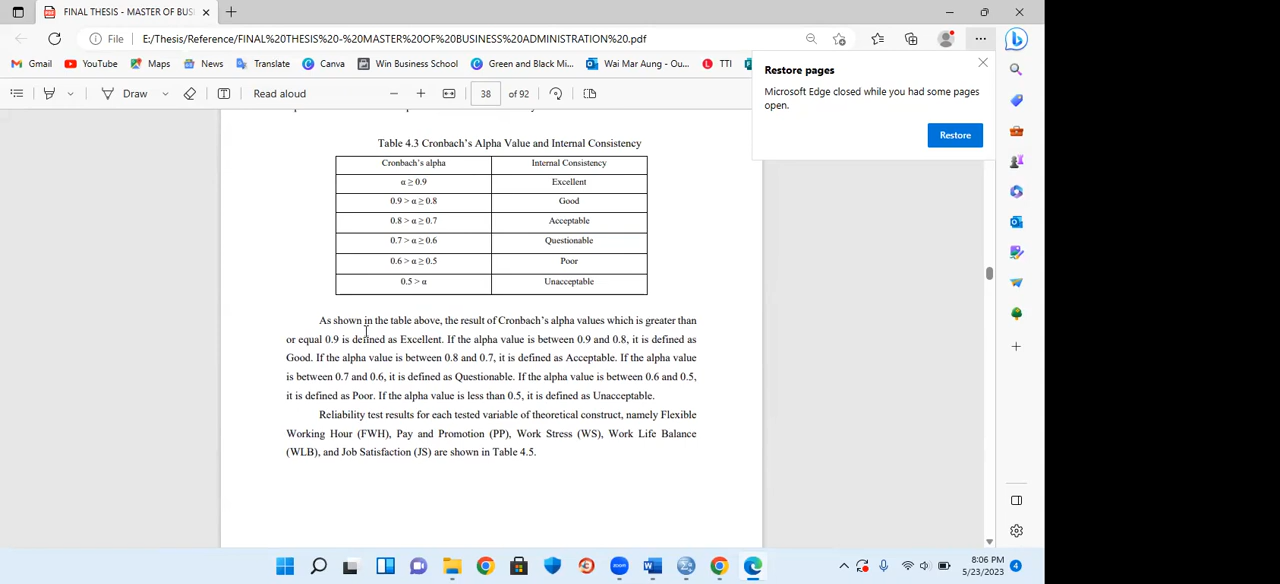 FINAL THESIS - MASTER OF BUS
File
E:/Thesis/Reference/FINAL%20THESIS%20-%20MASTER%20OF%20BUSINESS%20ADMINISTRATION%20.pdf
Gmail YouTube Maps News Translate Canva Win Business School Green and Black Mi... Wai Mar Aung - Ou... TTI
Draw Read aloud 38 of 92
Restore pages
Microsoft Edge closed while you had some pages
open.
Restore
Table 4.3 Cronbach's Alpha Value and Internal Consistency
Cronbach's alpha Internal Consistency
α ≥ 0.9 Excellent
0.9 > α ≥ 0.8 Good
0.8 > α ≥ 0.7 Acceptable
0.7 > α ≥ 0.6 Questionable
0.6 > α ≥ 0.5 Poor
0.5 > α Unacceptable
As shown in the table above, the result of Cronbach's alpha values which is greater than
or equal 0.9 is defined as Excellent. If the alpha value is between 0.9 and 0.8, it is defined as
Good. If the alpha value is between 0.8 and 0.7, it is defined as Acceptable. If the alpha value
is between 0.7 and 0.6, it is defined as Questionable. If the alpha value is between 0.6 and 0.5,
it is defined as Poor. If the alpha value is less than 0.5, it is defined as Unacceptable.
Reliability test results for each tested variable of theoretical construct, namely Flexible
Working Hour (FWH), Pay and Promotion (PP), Work Stress (WS), Work Life Balance
(WLB), and Job Satisfaction (JS) are shown in Table 4.5.
8:06 PM
5/23/2023
4